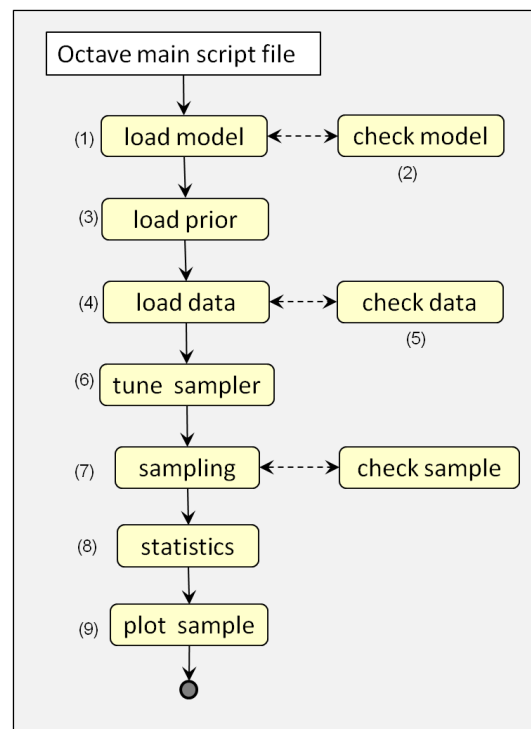 Octave main script file
(1) load model check model
(2)
(3) load prior
(4) load data check data
(5)
(6) tune sampler
(7) sampling check sample
(8) statistics
(9) plot sample